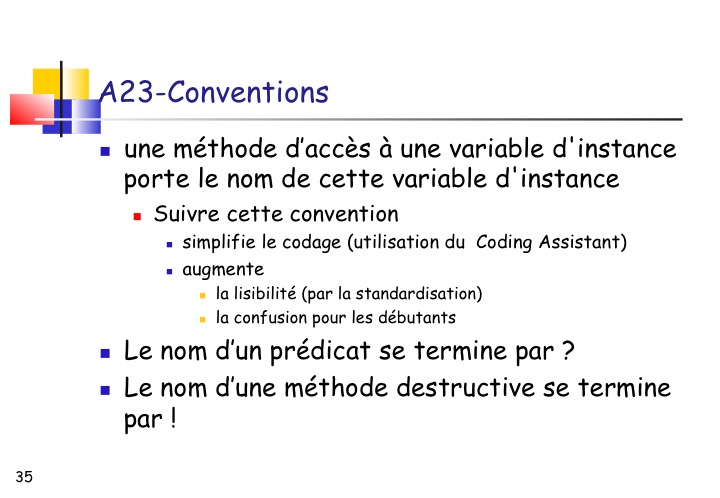 A23-Conventions
une méthode d’accès à une variable d'instance
porte le nom de cette variable d'instance
Suivre cette convention
simplifie le codage (utilisation du  Coding Assistant)
augmente
la lisibilité (par la standardisation)
la confusion pour les débutants
Le nom d’un prédicat se termine par ?
Le nom d’une méthode destructive se termine
par !
35